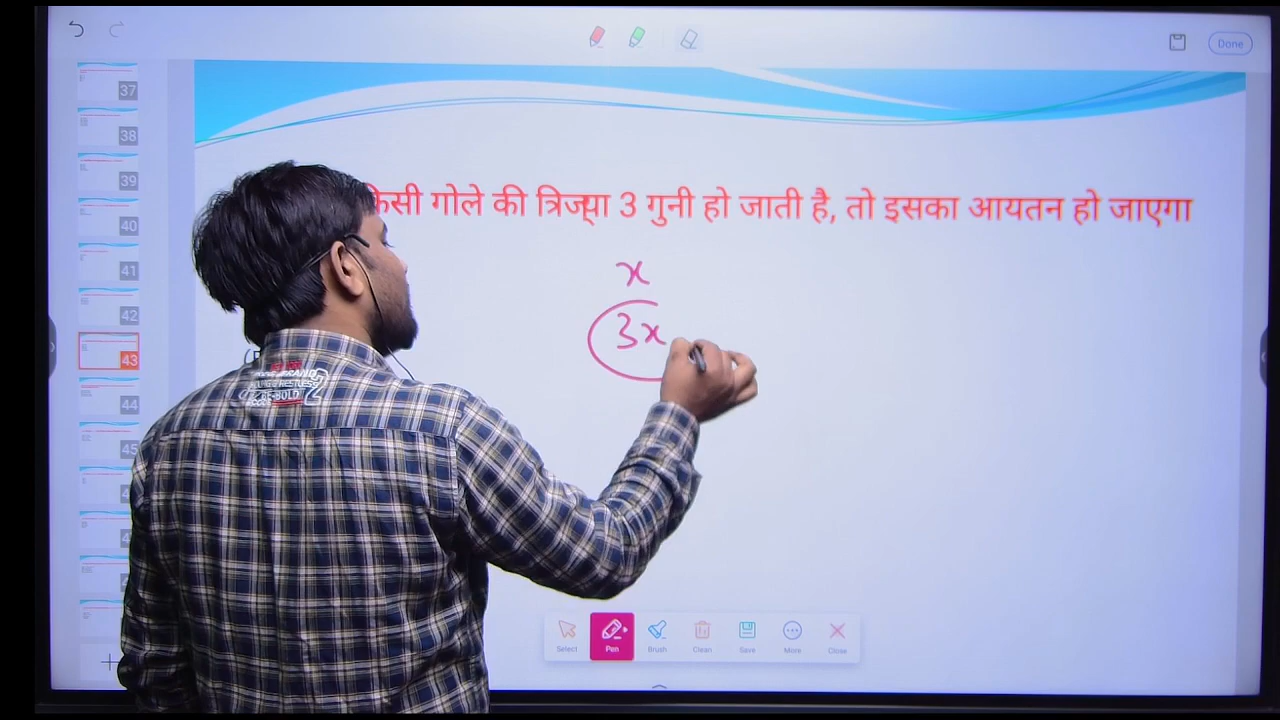 Done
37
38
39
40
41
42
43
44
45
किसी गोले की त्रिज्या 3 गुनी हो जाती है, तो इसका आयतन हो जाएगा
x
3x
Select
Pen
Brush
Clean
Save
More
Close